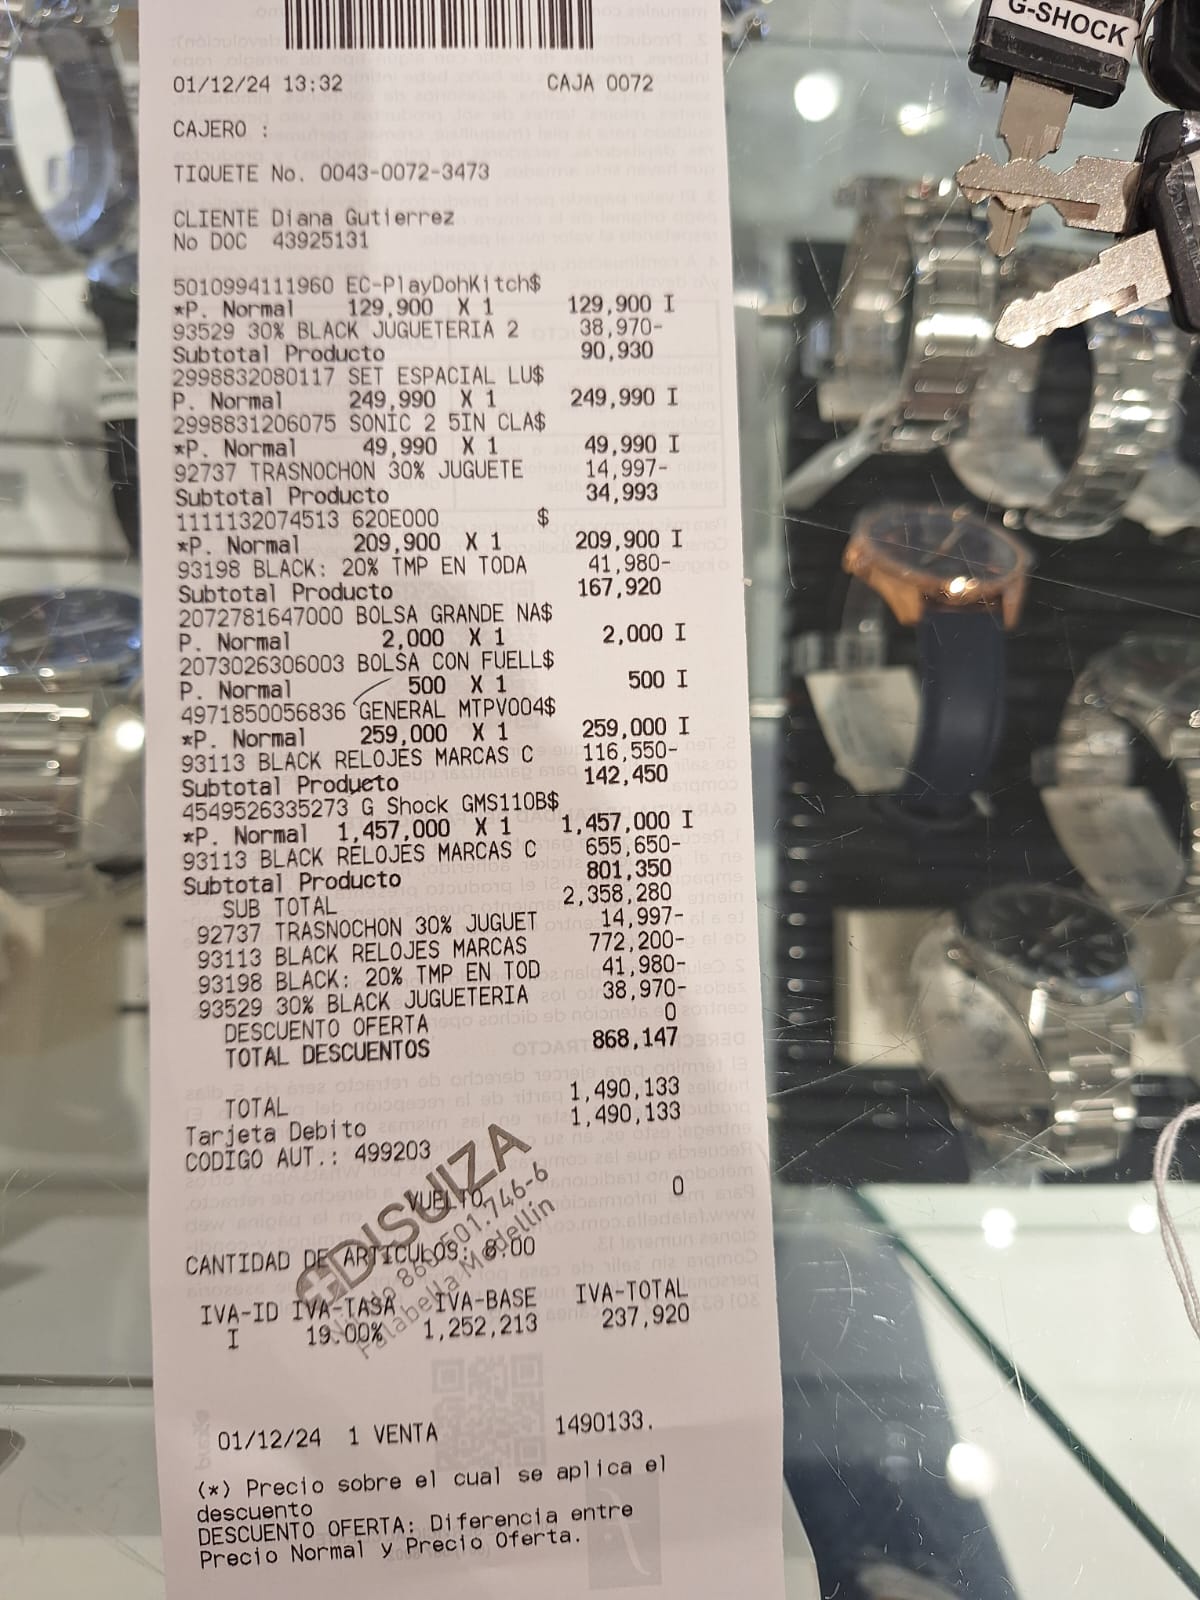 G-SHOCK
01/12/24 13:32 CAJA 0072
CAJERO :
TIQUETE No. 0043-0072-3473
CLIENTE Diana Gutierrez
No DOC 43925131
5010994111960 EC-PlayDohKitch$
*P. Normal 129,900 X 1 129,900 I
93529 30% BLACK JUGUETERIA 2 38,970-
Subtotal Producto 90,930
2998832080117 SET ESPACIAL LU$
P. Normal 249,990 X 1 249,990 I
2998831206075 SONIC 2 5IN CLA$
*P. Normal 49,990 X 1 49,990 I
92737 TRASNOCHON 30% JUGUETE 14,997-
Subtotal Producto 34,993
1111132074513 620E000 $
*P. Normal 209,900 X 1 209,900 I
93198 BLACK: 20% TMP EN TODA 41,980-
Subtotal Producto 167,920
2072781647000 BOLSA GRANDE NA$
P. Normal 2,000 X 1 2,000 I
2073026306003 BOLSA CON FUELL$
P. Normal 500 X 1 500 I
4971850056836 GENERAL MTPV004$
*P. Normal 259,000 X 1 259,000 I
93113 BLACK RELOJES MARCAS C 116,550-
Subtotal Producto 142,450
4549526335273 G Shock GMS110B$
*P. Normal 1,457,000 X 1 1,457,000 I
93113 BLACK RELOJES MARCAS C 655,650-
Subtotal Producto 801,350
SUB TOTAL 2,358,280
92737 TRASNOCHON 30% JUGUET 14,997-
93113 BLACK RELOJES MARCAS 772,200-
93198 BLACK: 20% TMP EN TOD 41,980-
93529 30% BLACK JUGUETERIA 38,970-
DESCUENTO OFERTA 0
TOTAL DESCUENTOS 868,147
TOTAL 1,490,133
Tarjeta Debito 1,490,133
CODIGO AUT.: 499203
VUELTO 0
DISUIZA
860.501.746-6
Falabella Medellín
CANTIDAD DE ARTICULOS: 8.00
IVA-ID IVA-TASA IVA-BASE IVA-TOTAL
I 19.00% 1,252,213 237,920
01/12/24 1 VENTA 1490133.
(*) Precio sobre el cual se aplica el
descuento
DESCUENTO OFERTA: Diferencia entre
Precio Normal y Precio Oferta.